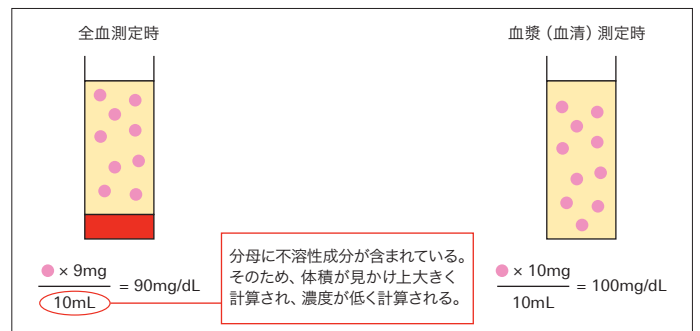 全血測定時
血漿（血清）測定時
分母に不溶性成分が含まれている。
そのため、体積が見かけ上大きく
計算され、濃度が低く計算される。
× 9mg
10mL
= 90mg/dL
× 10mg
10mL
= 100mg/dL